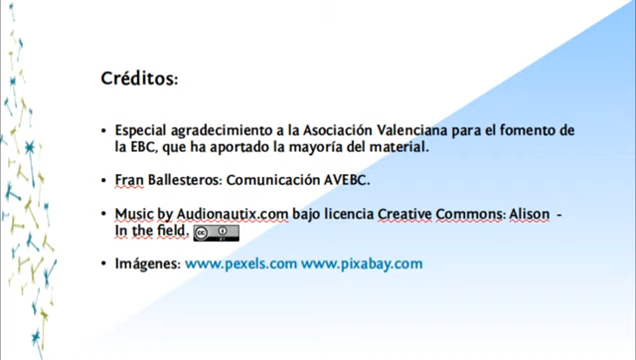 Créditos:
• Especial agradecimiento a la Asociación Valenciana para el fomento de
la EBC, que ha aportado la mayoría del material.
• Fran Ballesteros: Comunicación AVEBC.
• Music by Audionautix.com bajo licencia Creative Commons: Alison -
In the field.
• Imágenes: www.pexels.com www.pixabay.com